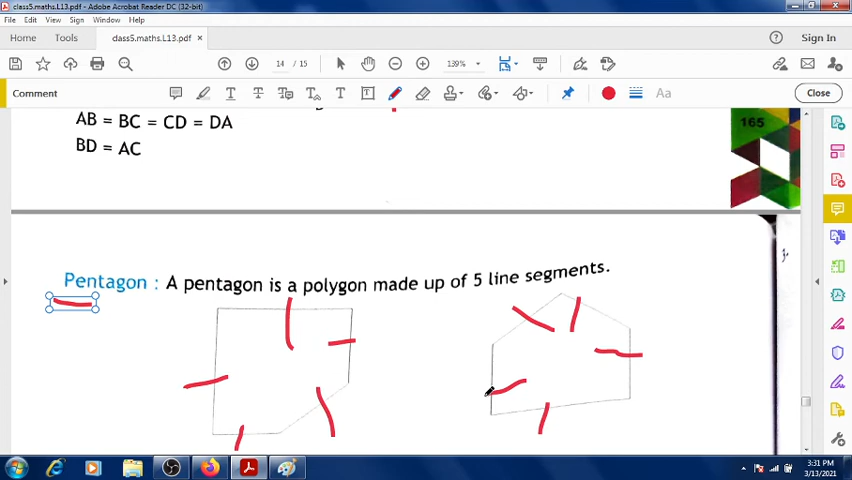 class5.maths.L13.pdf - Adobe Acrobat Reader DC (32-bit)
File Edit View Sign Window Help
Home Tools class5.maths.L13.pdf × Sign In
14 / 15 139%
Comment Aa Close
AB = BC = CD = DA
BD = AC
165
Pentagon : A pentagon is a polygon made up of 5 line segments.
3:31 PM
3/13/2021